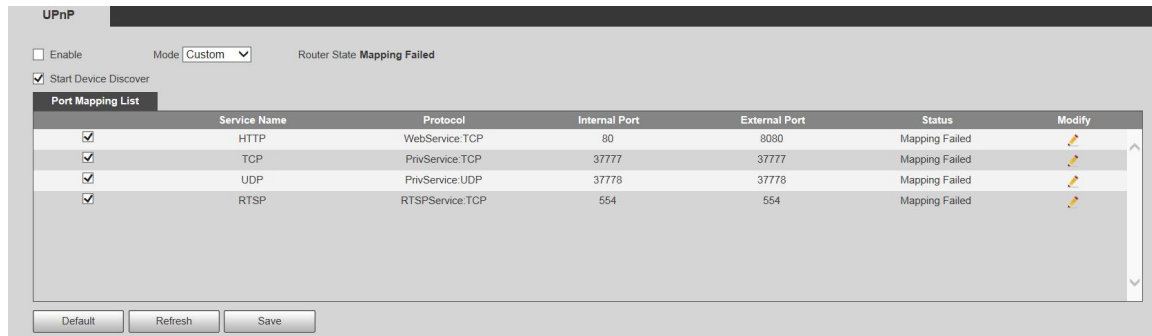 UPnP
Enable Mode Custom Router State Mapping Failed
Start Device Discover
Port Mapping List
Service Name Protocol Internal Port External Port Status Modify
HTTP WebService:TCP 80 8080 Mapping Failed
TCP PrivService:TCP 37777 37777 Mapping Failed
UDP PrivService:UDP 37778 37778 Mapping Failed
RTSP RTSPService:TCP 554 554 Mapping Failed
Default Refresh Save